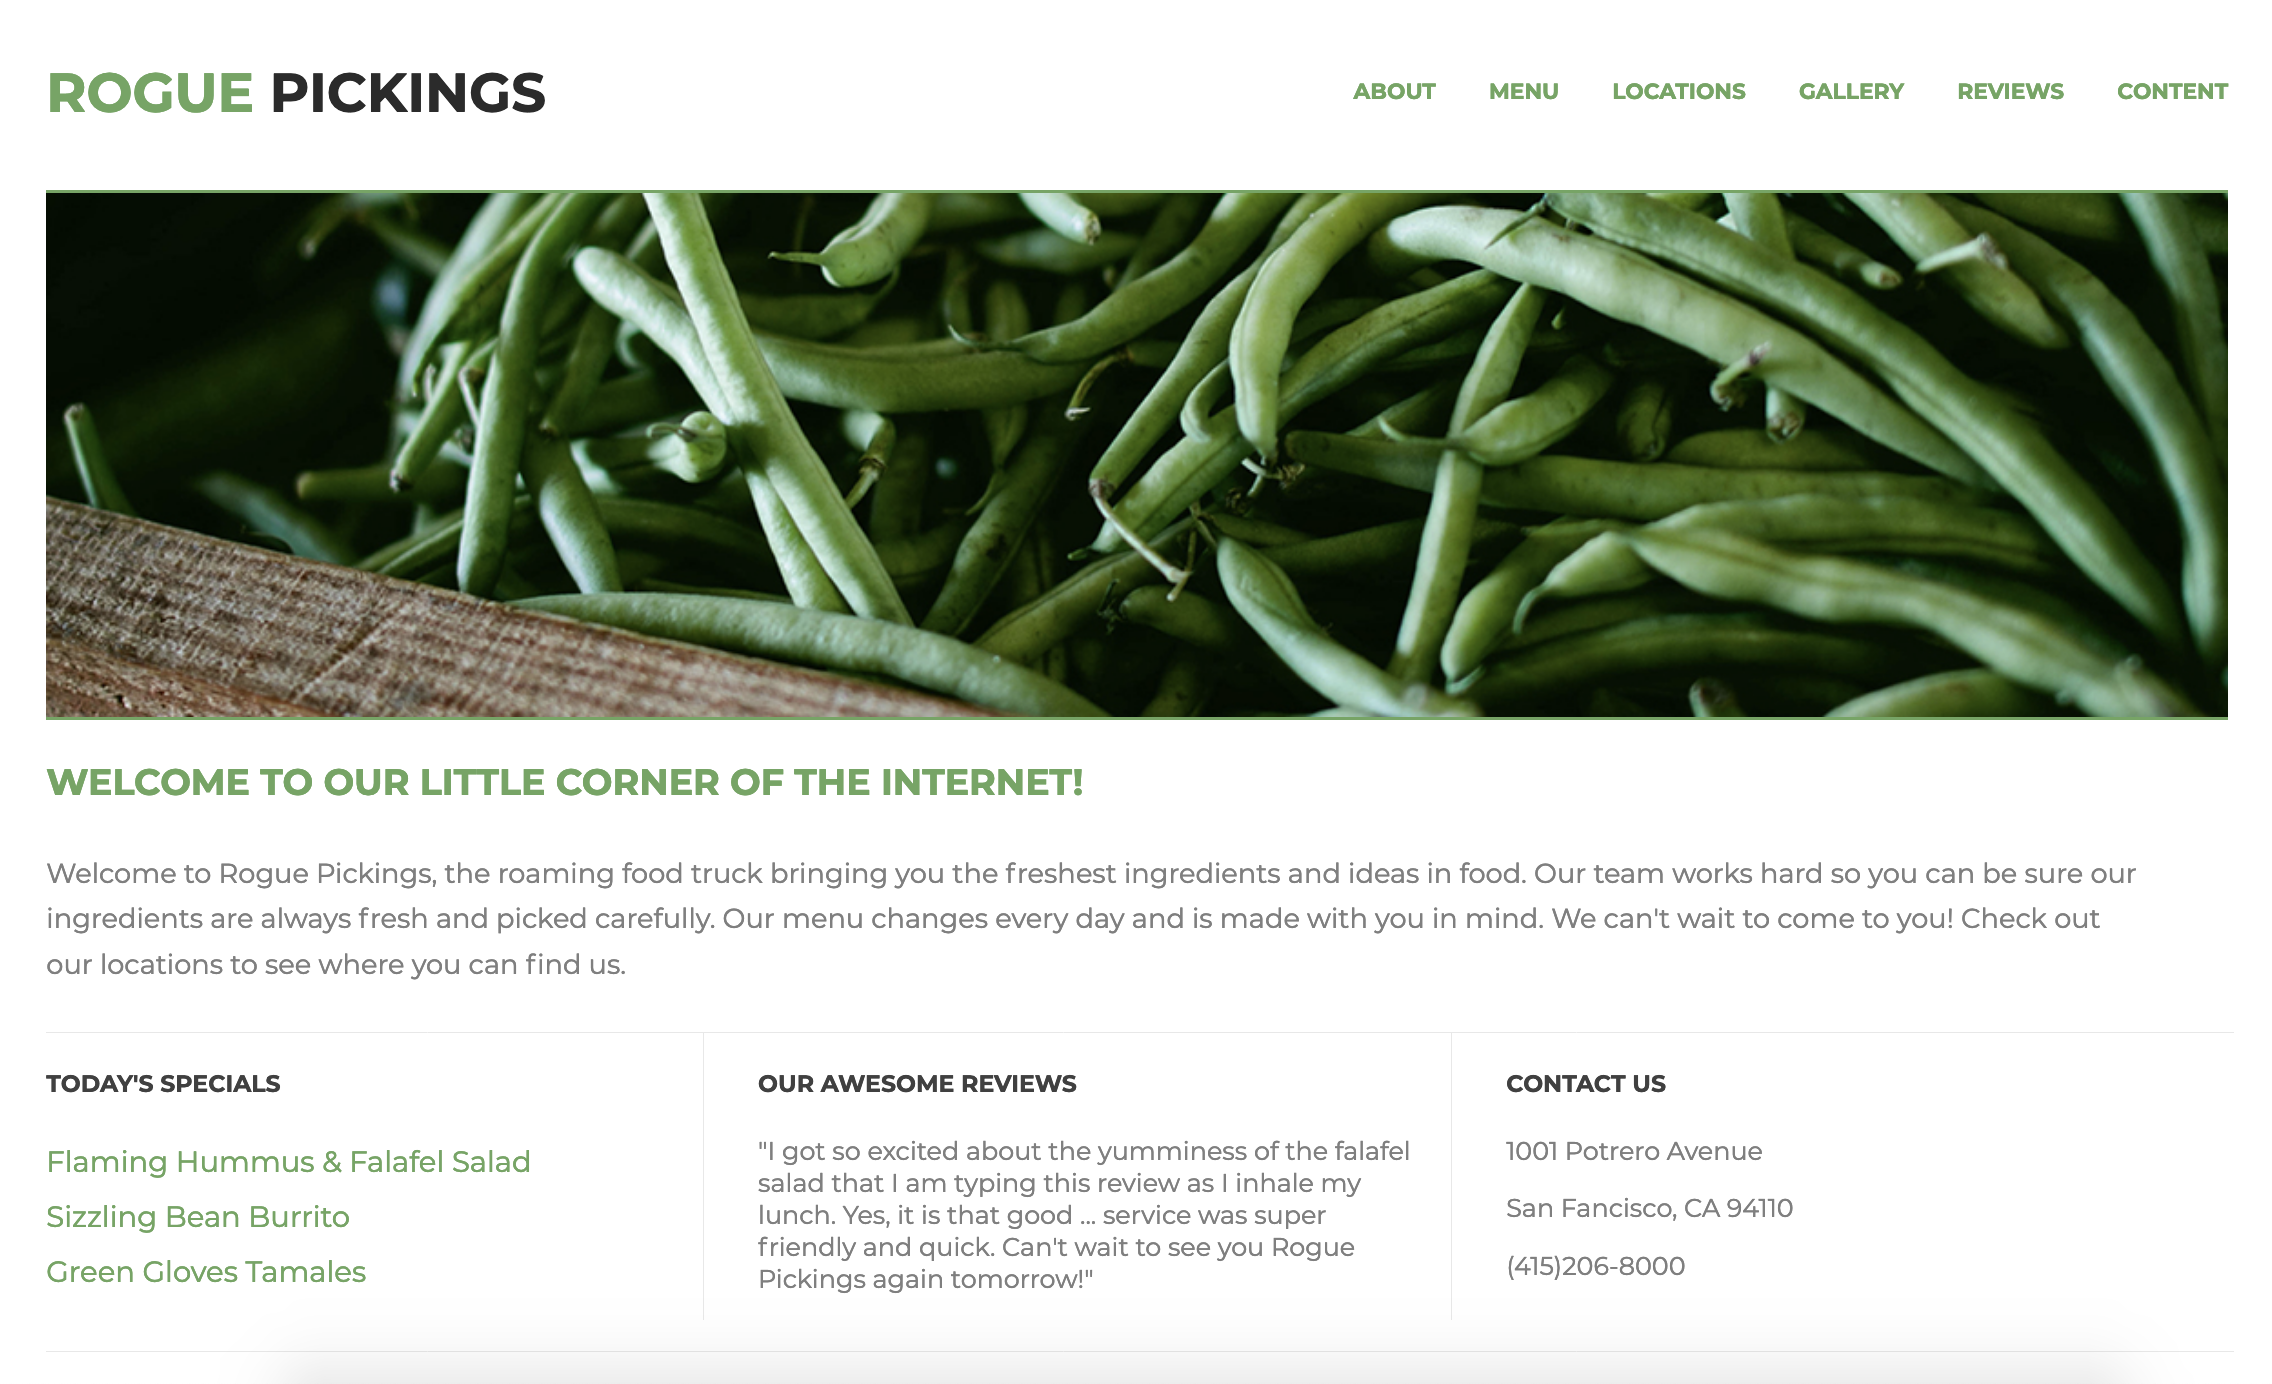 ROGUE PICKINGS
ABOUT MENU LOCATIONS GALLERY REVIEWS CONTENT
WELCOME TO OUR LITTLE CORNER OF THE INTERNET!
Welcome to Rogue Pickings, the roaming food truck bringing you the freshest ingredients and ideas in food. Our team works hard so you can be sure our
ingredients are always fresh and picked carefully. Our menu changes every day and is made with you in mind. We can't wait to come to you! Check out
our locations to see where you can find us.
TODAY'S SPECIALS
Flaming Hummus & Falafel Salad
Sizzling Bean Burrito
Green Gloves Tamales
OUR AWESOME REVIEWS
"I got so excited about the yumminess of the falafel
salad that I am typing this review as I inhale my
lunch. Yes, it is that good ... service was super
friendly and quick. Can't wait to see you Rogue
Pickings again tomorrow!"
CONTACT US
1001 Potrero Avenue
San Fancisco, CA 94110
(415)206-8000